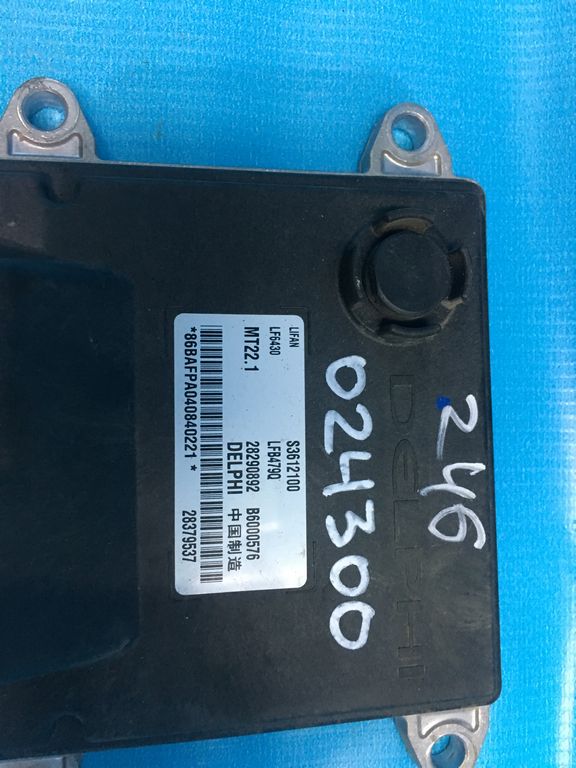 LIFAN S3612100
LF6430 LFB479Q
MT22.1 28290092 B6000576
DELPHI 中国制造
*86BAFPA040840221* 28379537
024300
DELPHI
246